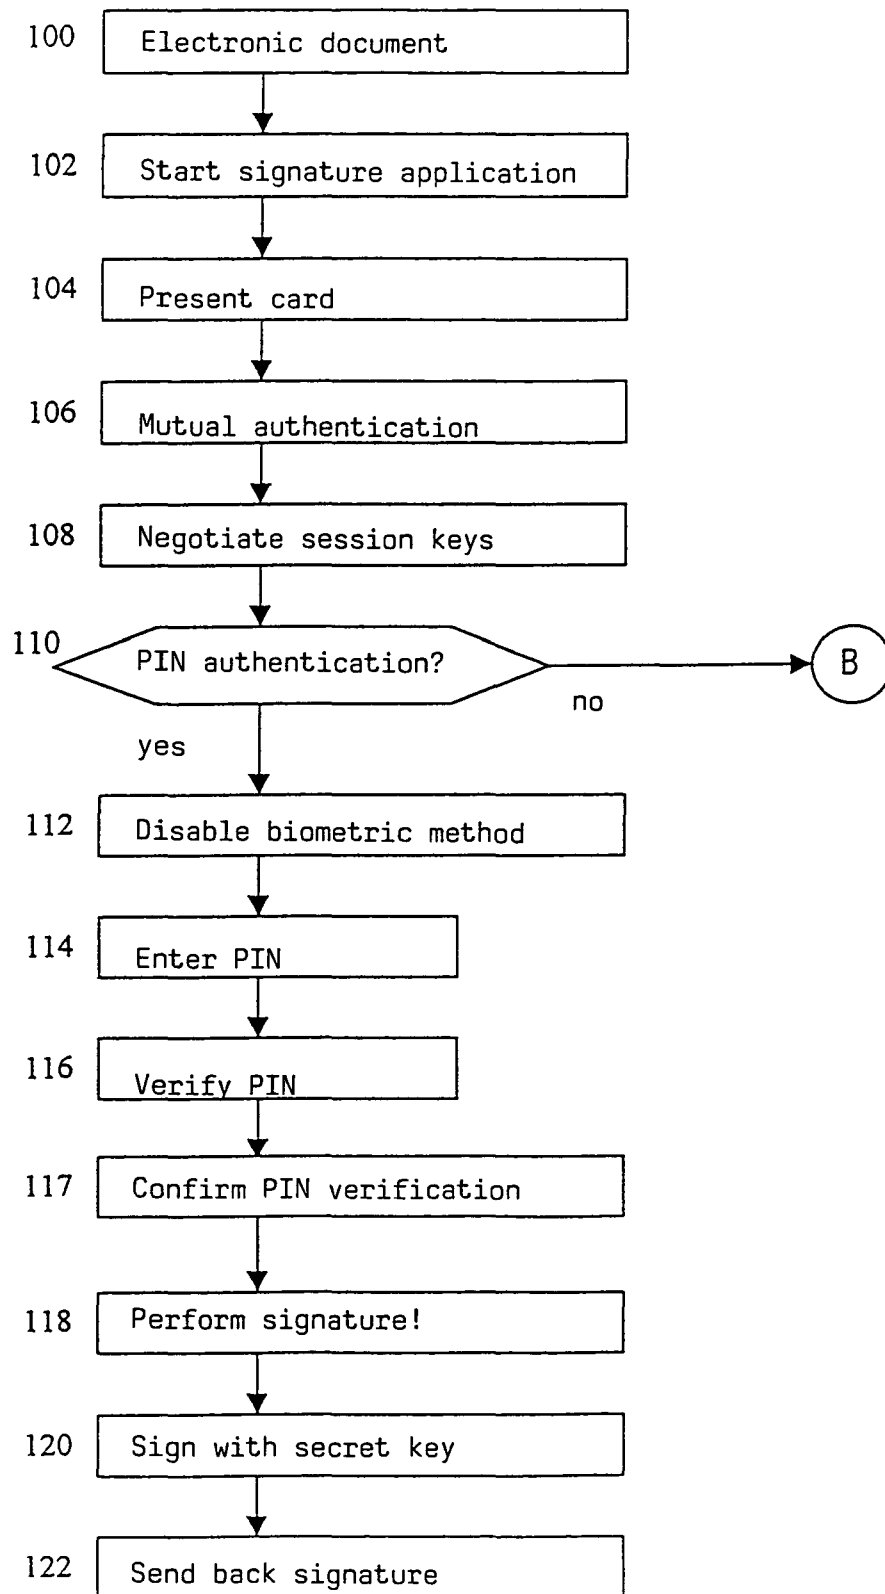 100 Electronic document
102 Start signature application
104 Present card
106 Mutual authentication
108 Negotiate session keys
110 PIN authentication? B
no
yes
112 Disable biometric method
114 Enter PIN
116 Verify PIN
117 Confirm PIN verification
118 Perform signature!
120 Sign with secret key
122 Send back signature